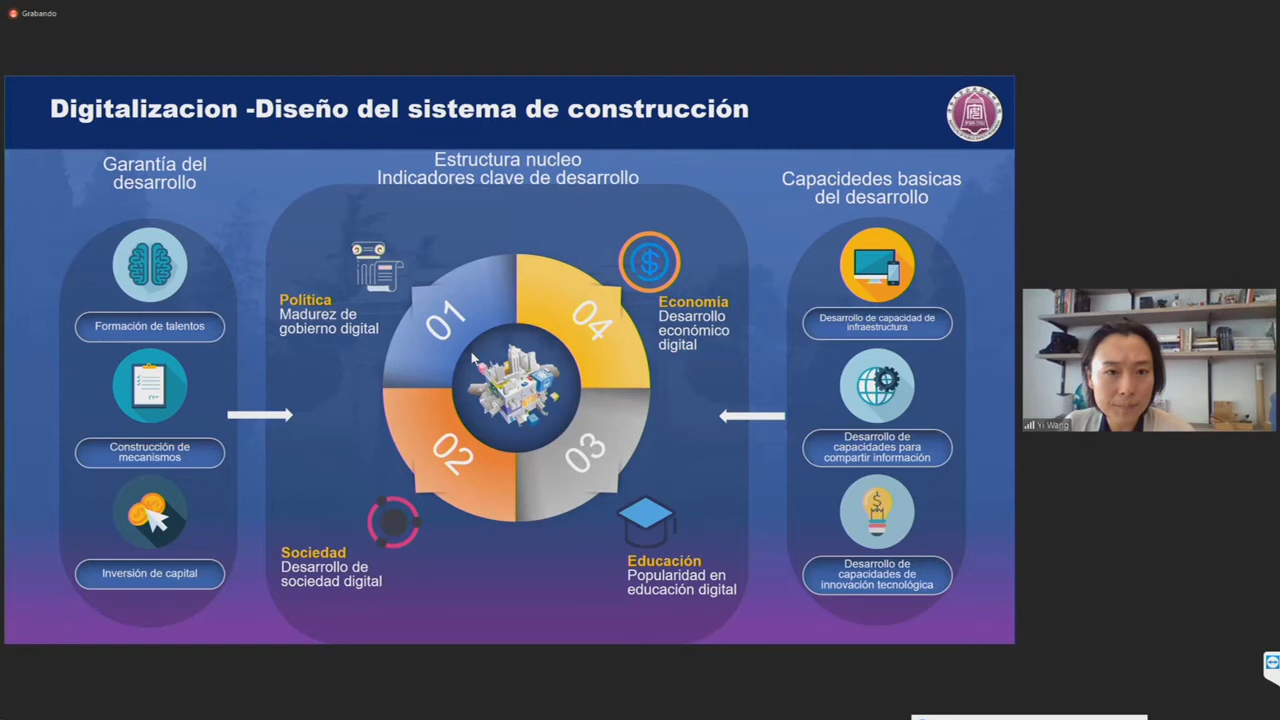 Grabando
Digitalizacion -Diseño del sistema de construcción
Garantía del
desarrollo
Formación de talentos
Construcción de
mecanismos
Inversión de capital
Estructura nucleo
Indicadores clave de desarrollo
Política
Madurez de
gobierno digital
01
04
Economía
Desarrollo
económico
digital
02
03
Sociedad
Desarrollo de
sociedad digital
Educación
Popularidad en
educación digital
Capacidedes basicas
del desarrollo
Desarrollo de capacidad de
infraestructura
Desarrollo de
capacidades para
compartir información
Desarrollo de
capacidades de
innovación tecnológica
Yi Wang